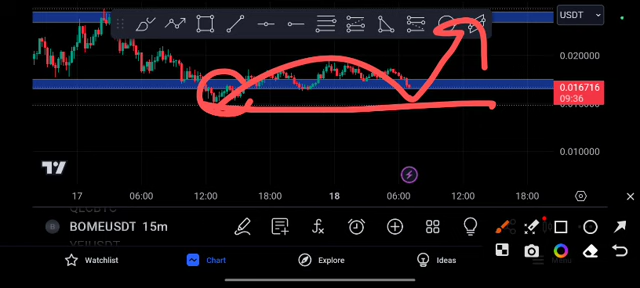 USDT
0.020000
0.016716
09:36
0.010000
17 06:00 12:00 18:00 18 06:00 12:00 18:00
BOMEUSDT 15m
Watchlist Chart Explore Ideas